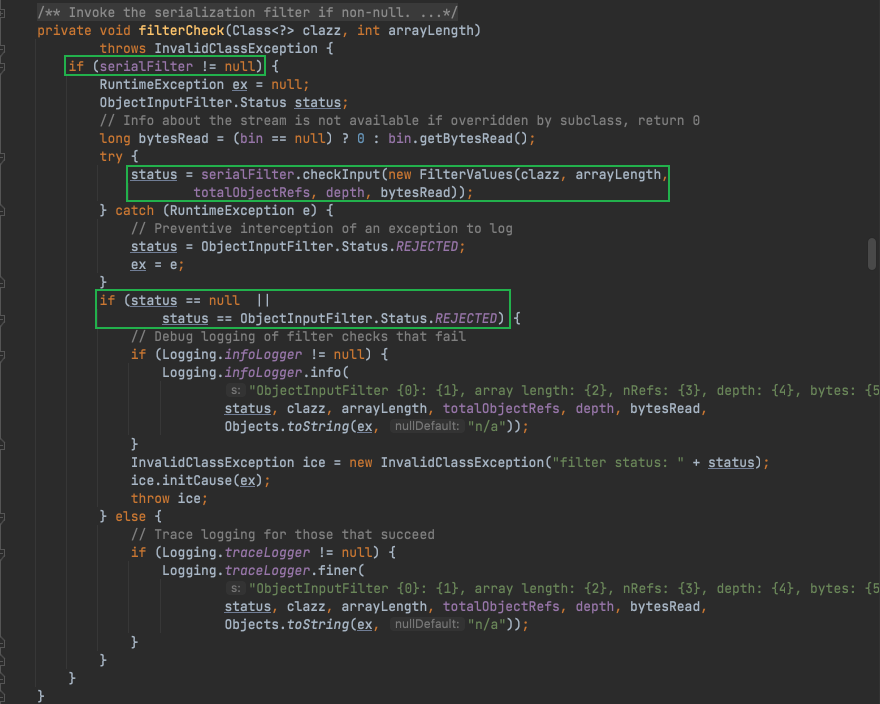 /** Invoke the serialization filter if non-null. ...*/
private void filterCheck(Class<?> clazz, int arrayLength)
        throws InvalidClassException {
    if (serialFilter != null) {
        RuntimeException ex = null;
        ObjectInputFilter.Status status;
        // Info about the stream is not available if overridden by subclass, return 0
        long bytesRead = (bin == null) ? 0 : bin.getBytesRead();
        try {
            status = serialFilter.checkInput(new FilterValues(clazz, arrayLength,
                    totalObjectRefs, depth, bytesRead));
        } catch (RuntimeException e) {
            // Preventive interception of an exception to log
            status = ObjectInputFilter.Status.REJECTED;
            ex = e;
        }
        if (status == null  ||
                status == ObjectInputFilter.Status.REJECTED) {
            // Debug logging of filter checks that fail
            if (Logging.infoLogger != null) {
                Logging.infoLogger.info(
                        s: "ObjectInputFilter {0}: {1}, array length: {2}, nRefs: {3}, depth: {4}, bytes: {5
                        status, clazz, arrayLength, totalObjectRefs, depth, bytesRead,
                        Objects.toString(ex, nullDefault: "n/a"));
            }
            InvalidClassException ice = new InvalidClassException("filter status: " + status);
            ice.initCause(ex);
            throw ice;
        } else {
            // Trace logging for those that succeed
            if (Logging.traceLogger != null) {
                Logging.traceLogger.finer(
                        s: "ObjectInputFilter {0}: {1}, array length: {2}, nRefs: {3}, depth: {4}, bytes: {5
                        status, clazz, arrayLength, totalObjectRefs, depth, bytesRead,
                        Objects.toString(ex, nullDefault: "n/a"));
            }
        }
    }
}